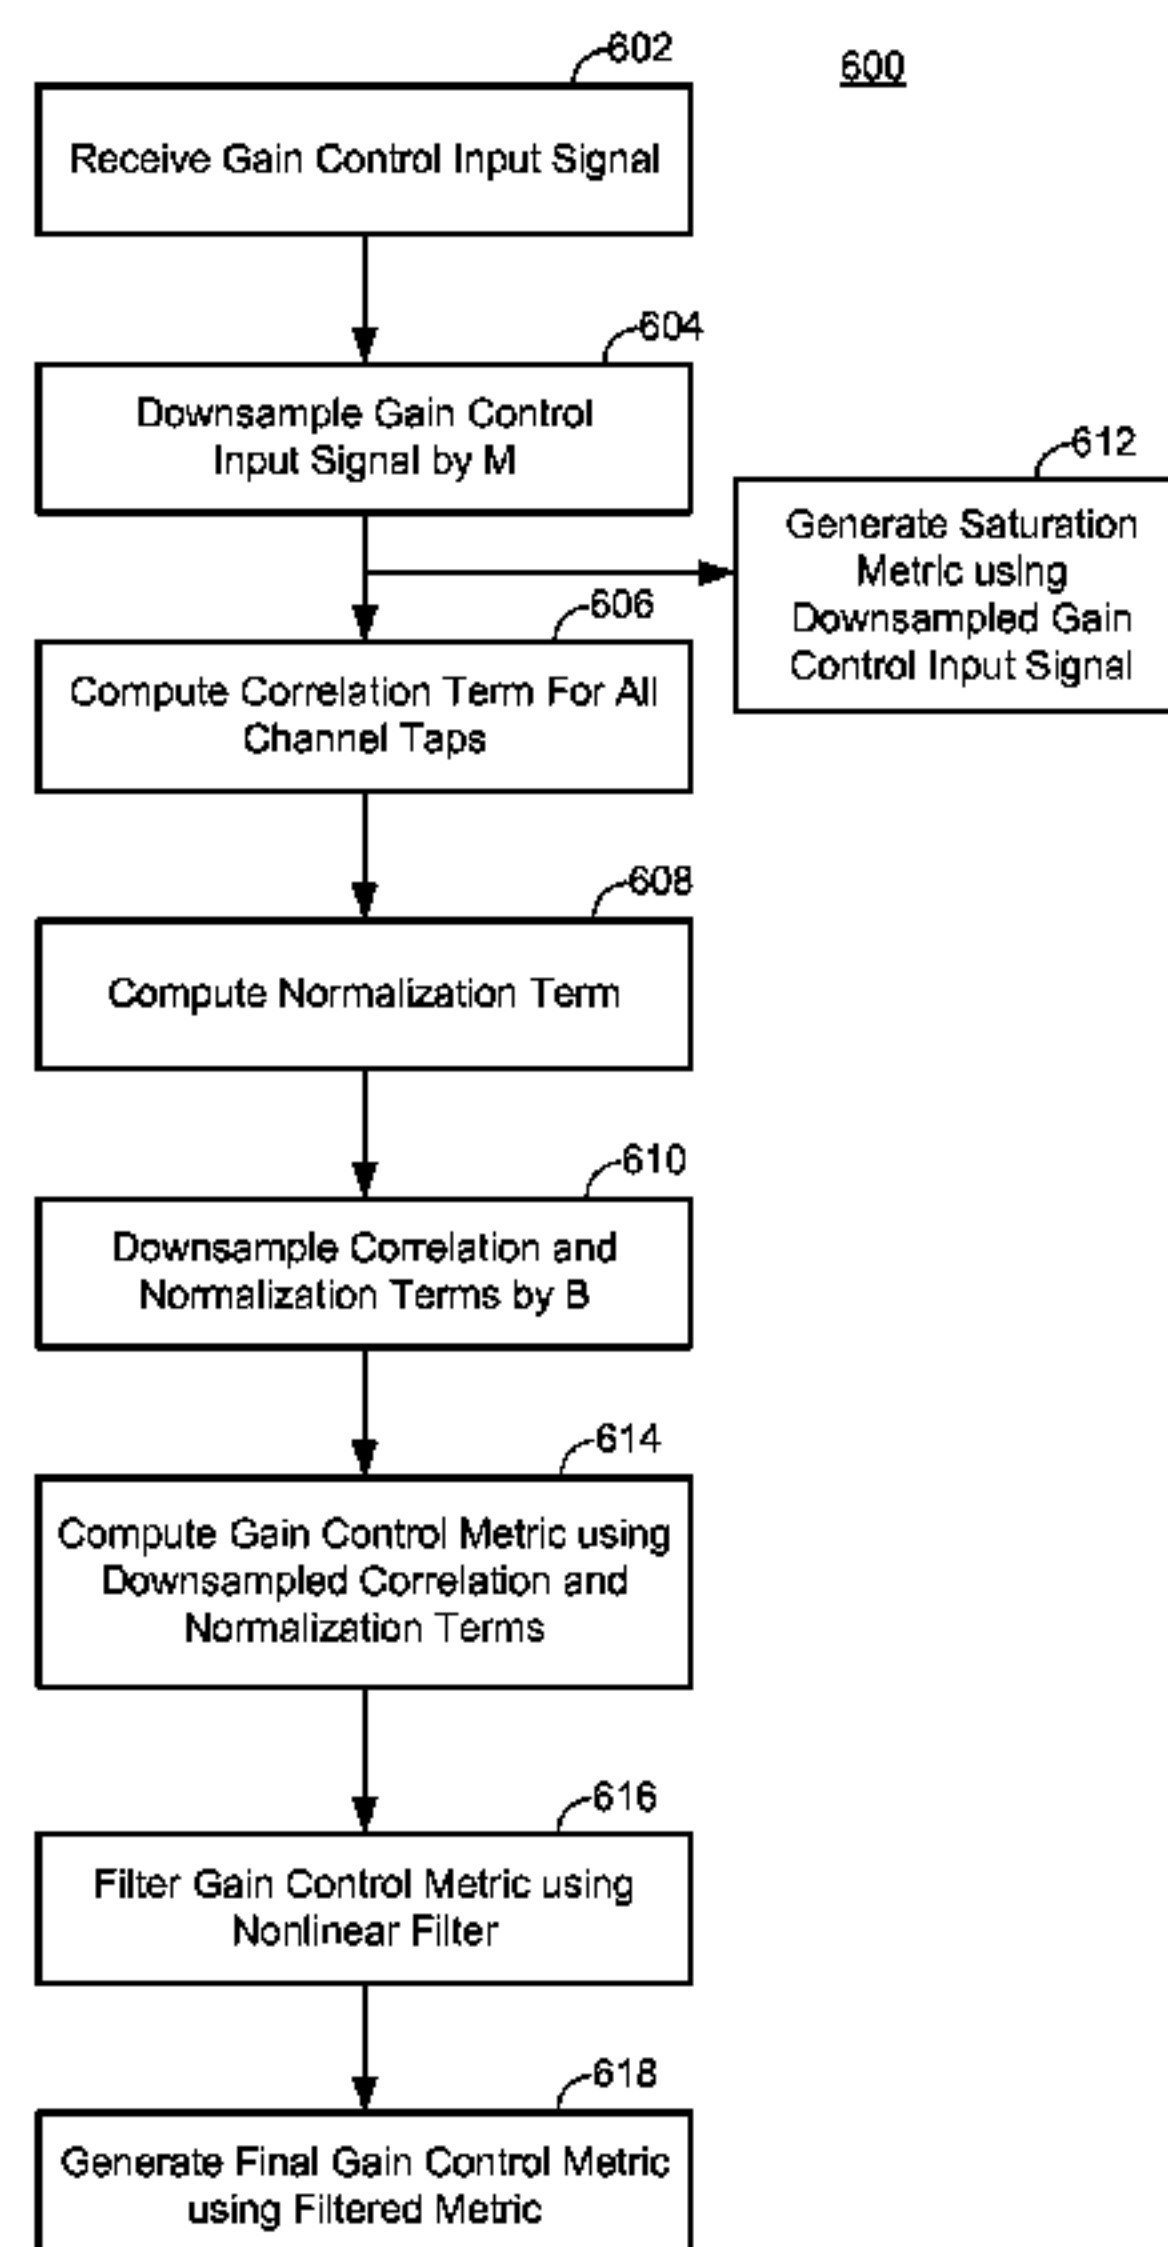 602
600
Receive Gain Control Input Signal
604
Downsample Gain Control
Input Signal by M
612
Generate Saturation
Metric using
Downsampled Gain
Control Input Signal
606
Compute Correlation Term For All
Channel Taps
608
Compute Normalization Term
610
Downsample Correlation and
Normalization Terms by B
614
Compute Gain Control Metric using
Downsampled Correlation and
Normalization Terms
616
Filter Gain Control Metric using
Nonlinear Filter
618
Generate Final Gain Control Metric
using Filtered Metric